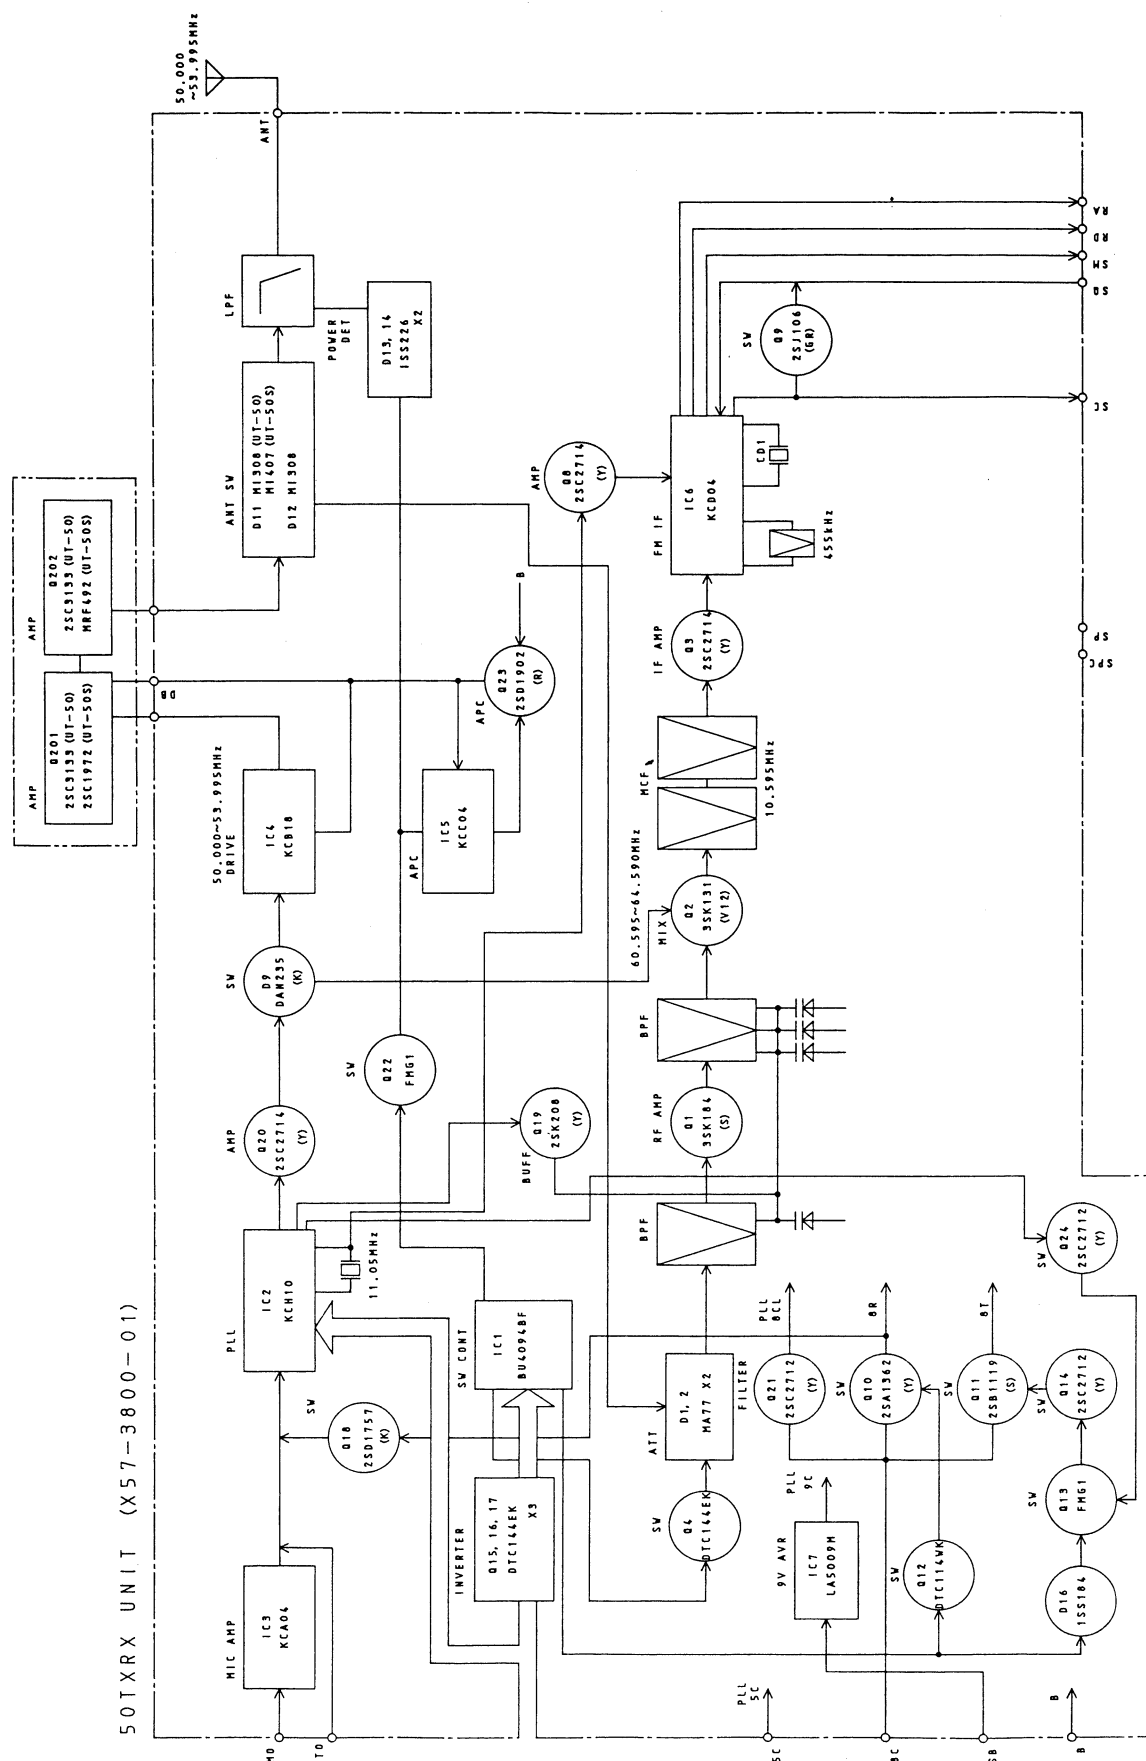 50TXRX UNIT (X57-3800-01)
MIC AMP
IC3
KCA04
SW
Q18
2SD1757
(K)
PLL
IC2
KCH10
11.05MHz
AMP
Q20
2SC2714
(Y)
SW
D9
DAN235
(K)
50.000~53.995MHz
DRIVE
IC4
KCB18
AMP
Q201
2SC3133 (UT-50)
2SC1972 (UT-50S)
AMP
Q202
2SC3133 (UT-50)
MRF492 (UT-50S)
DB
ANT SW
D11 MI308 (UT-50)
MI407 (UT-50S)
D12 MI308
LPF
POWER
DET
D13, 14
ISS226
X2
ANT
50.000
~53.995MHz
INVERTER
Q15, 16, 17
DTC144EK
X3
SW CONT
IC1
BU4094BF
BUFF
Q19
2SK208
(Y)
SW
Q22
FMG1
APC
IC5
KCC04
APC
Q23
2SD1902
(R)
B
AMP
Q8
2SC2714
(Y)
SW
Q4
DTC144EK
ATT
D1, 2
MA77 X2
FILTER
BPF
RF AMP
Q1
3SK184
(S)
BPF
60.595~64.590MHz
MIX
Q2
3SK131
(V12)
MCF
10.595MHz
IF AMP
Q3
2SC2714
(Y)
FM IF
IC6
KCD04
CD1
455kHz
SW
Q9
2SJ106
(GR)
9V AVR
IC7
LA5009M
PLL
9C
Q21
2SC2712
(Y)
PLL
8CL
SW
Q10
2SA1362
(Y)
8R
SW
Q11
2SB1119
(S)
8T
SW
Q12
DTC114WK
D16
1SS184
SW
Q13
FMG1
SW
Q14
2SC2712
(Y)
SW
Q24
2SC2712
(Y)
PLL
5C
B
MO
TO
5C
8C
SB
B
SPC
SP
SC
SQ
SM
RD
RA